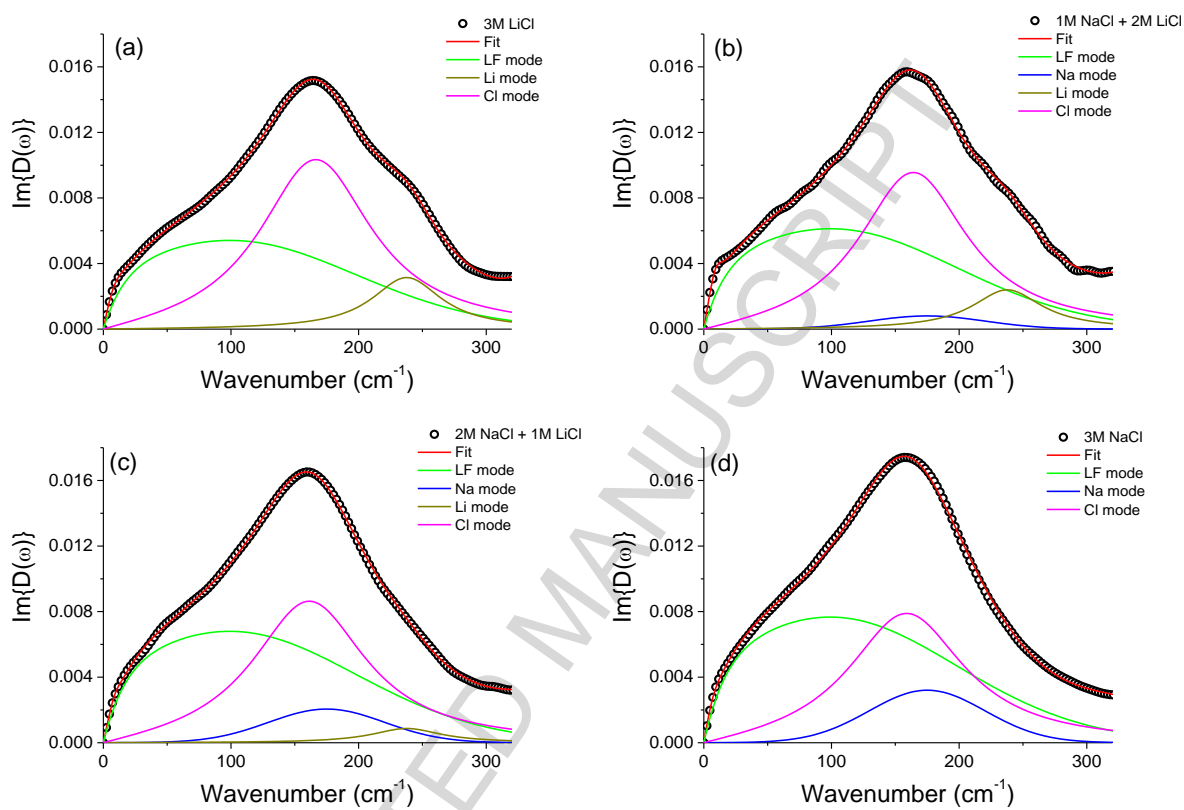 (a)
3M LiCl
Fit
LF mode
Li mode
Cl mode
0.016
0.012
0.008
0.004
0.000
Im{D(ω)}
0 100 200 300
Wavenumber (cm⁻¹)
(b)
1M NaCl + 2M LiCl
Fit
LF mode
Na mode
Li mode
Cl mode
0.016
0.012
0.008
0.004
0.000
Im{D(ω)}
0 100 200 300
Wavenumber (cm⁻¹)
(c)
2M NaCl + 1M LiCl
Fit
LF mode
Na mode
Li mode
Cl mode
0.016
0.012
0.008
0.004
0.000
Im{D(ω)}
0 100 200 300
Wavenumber (cm⁻¹)
(d)
3M NaCl
Fit
LF mode
Na mode
Cl mode
0.016
0.012
0.008
0.004
0.000
Im{D(ω)}
0 100 200 300
Wavenumber (cm⁻¹)
TED MANUSCRIPT